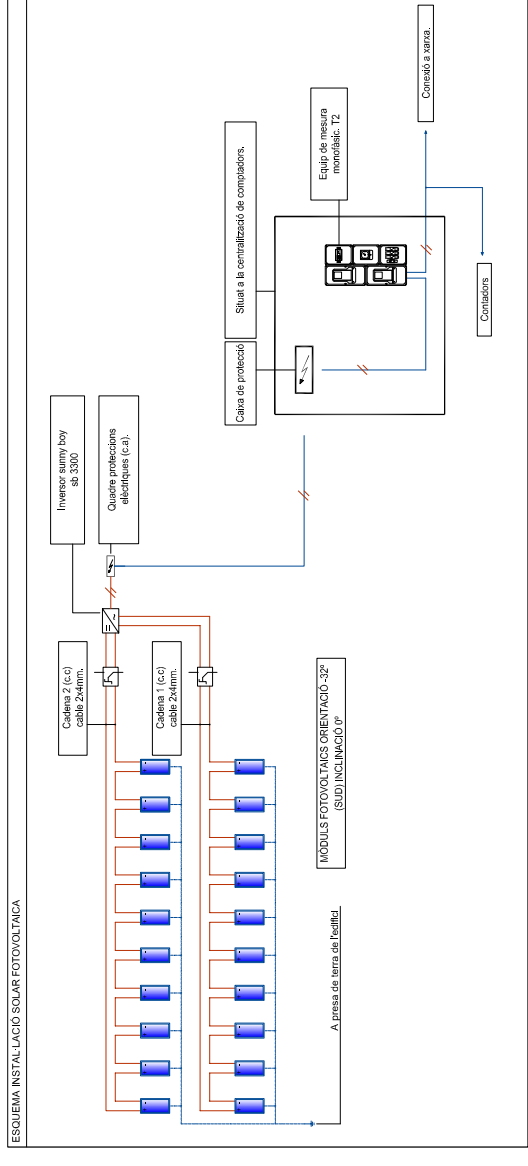 ESQUEMA INSTAL·LACIÓ SOLAR FOTOVOLTAICA
Cadena 2 (c.c)
cable 2x4mm.
Cadena 1 (c.c)
cable 2x4mm.
Inversor sunny boy
sb 3300
Quadre proteccions
elèctriques (c.a).
MÒDULS FOTOVOLTAICS ORIENTACIÓ -32º
(SUD) INCLINACIÓ 0º
A presa de terra de l'edifici
Caixa de protecció
Situat a la centralització de comptadors.
Equip de mesura
monofàsic. T2
Conexió a xarxa.
Contadors